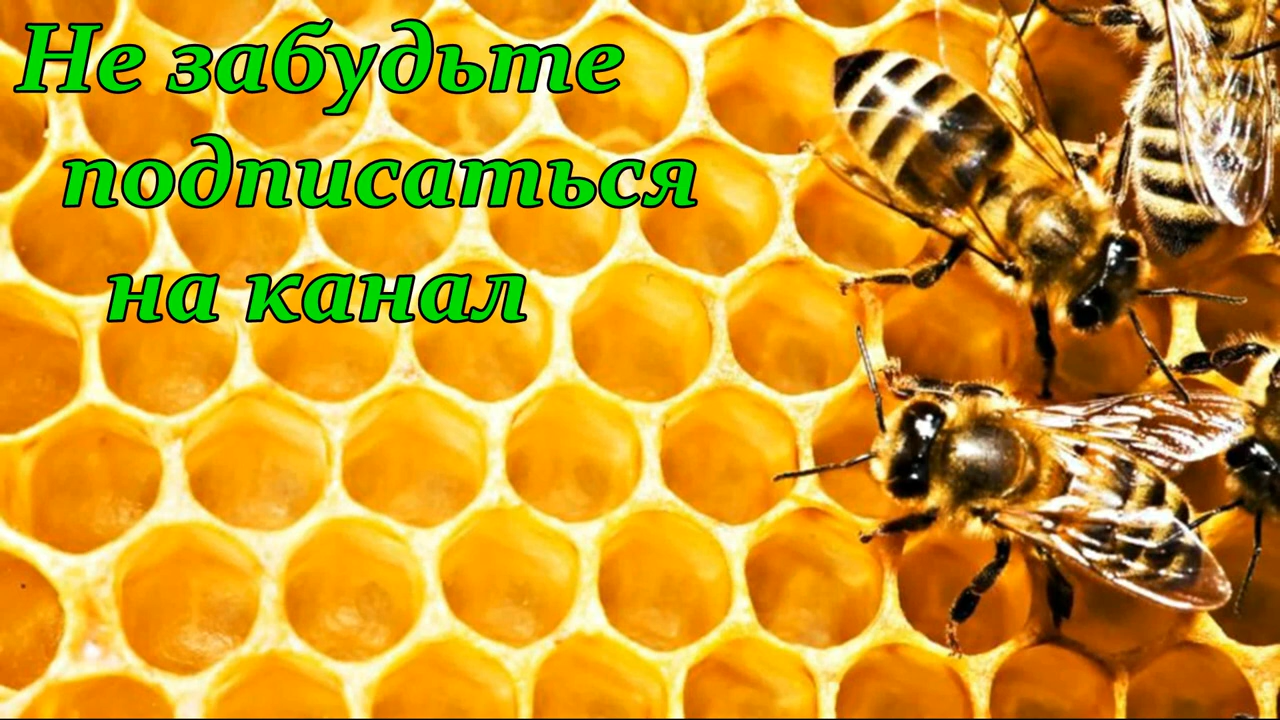 Не забудьте
подписаться
на канал